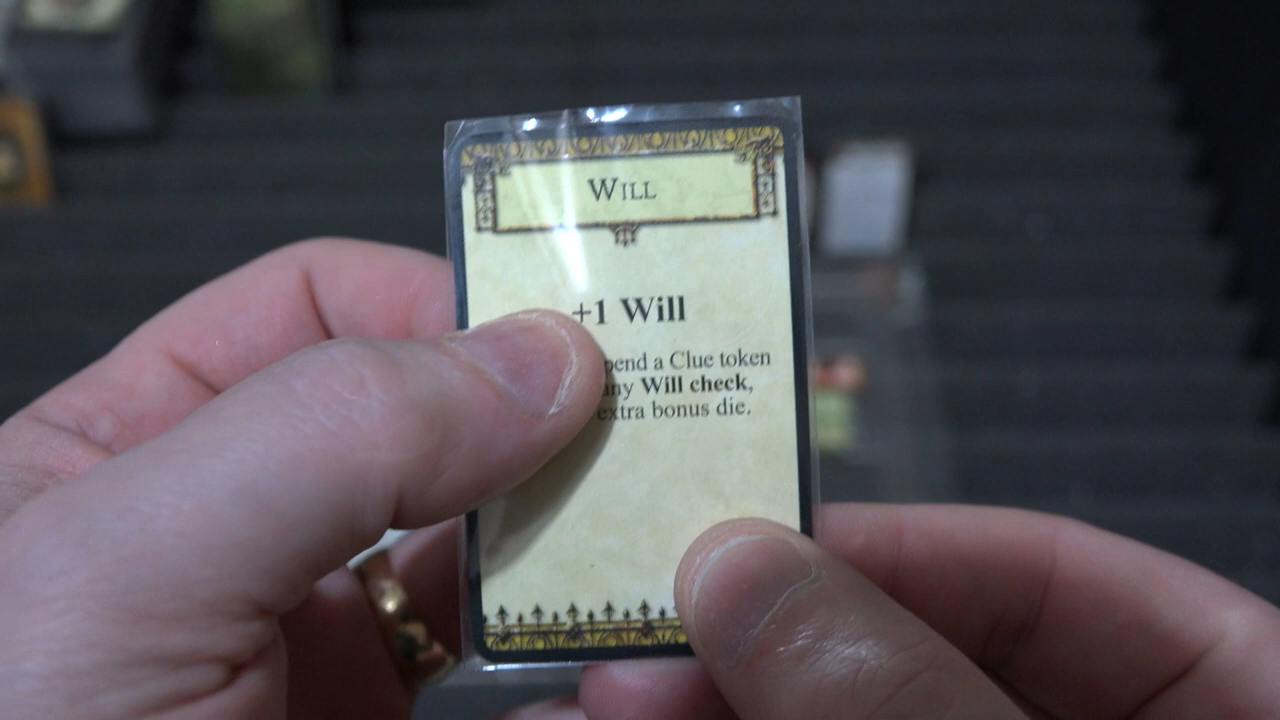 WILL
+1 Will
pend a Clue token
any Will check,
extra bonus die.